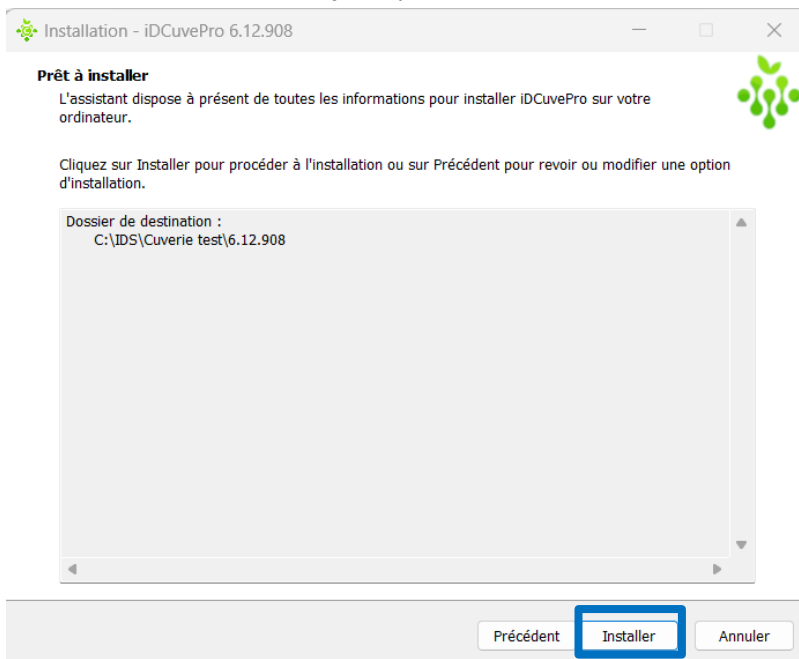 Installation - iDCuvePro 6.12.908
Prêt à installer
L'assistant dispose à présent de toutes les informations pour installer iDCuvePro sur votre
ordinateur.
Cliquez sur Installer pour procéder à l'installation ou sur Précédent pour revoir ou modifier une option
d'installation.
Dossier de destination :
C:\IDS\Cuverie test\6.12.908
Précédent
Installer
Annuler